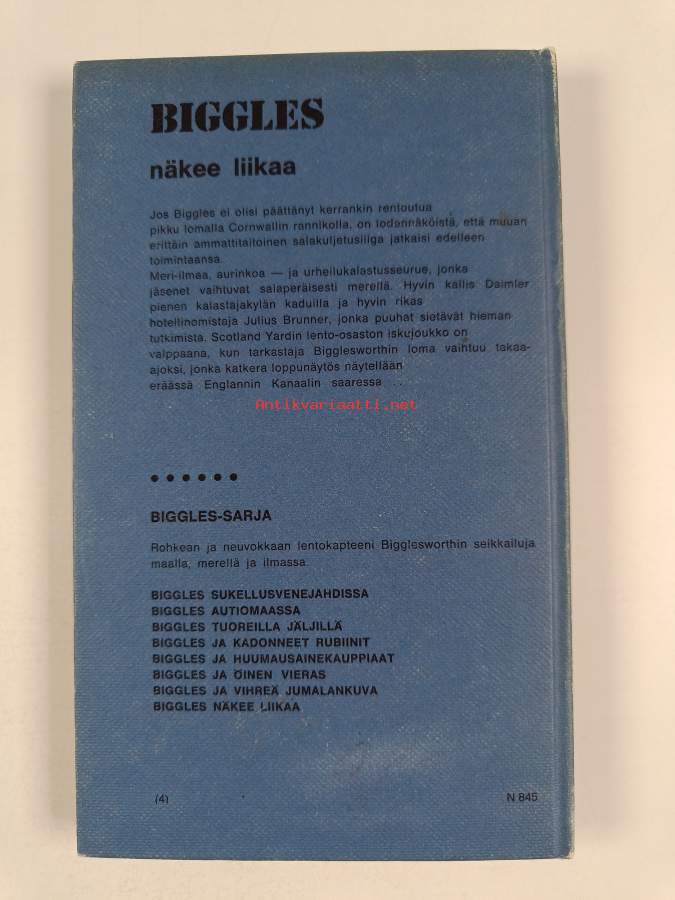 BIGGLES
näkee liikaa
Jos Biggles ei olisi päättänyt kerrankin rentoutua
pikku lomalla Cornwallin rannikolla, on todennäköistä, että muuan
erittäin ammattitaitoinen salakuljetusliiga jatkaisi edelleen
toimintaansa.
Meri-ilmaa, aurinkoa — ja urheilukalastusseurue, jonka
jäsenet vaihtuvat salaperäisesti merellä. Hyvin kallis Daimler
pienen kalastajakylän kaduilla ja hyvin rikas
hotellinomistaja Julius Brunner, jonka puuhat sietävät hieman
tutkimista. Scotland Yardin lento-osaston iskujoukko on
valppaana, kun tarkastaja Bigglesworthin loma vaihtuu takaa-
ajoksi, jonka katkera loppunäytös näytellään
eräässä Englannin Kanaalin saaressa . .
Antikvariaatti.net
......
BIGGLES-SARJA
Rohkean ja neuvokkaan lentokapteeni Bigglesworthin seikkailuja
maalla, merellä ja ilmassa.
BIGGLES SUKELLUSVENEJAHDISSA
BIGGLES AUTIOMAASSA
BIGGLES TUOREILLA JÄLJILLÄ
BIGGLES JA KADONNEET RUBIINIT
BIGGLES JA HUUMAUSAINEKAUPPIAAT
BIGGLES JA ÖINEN VIERAS
BIGGLES JA VIHREÄ JUMALANKUVA
BIGGLES NÄKEE LIIKAA
(4) N 845